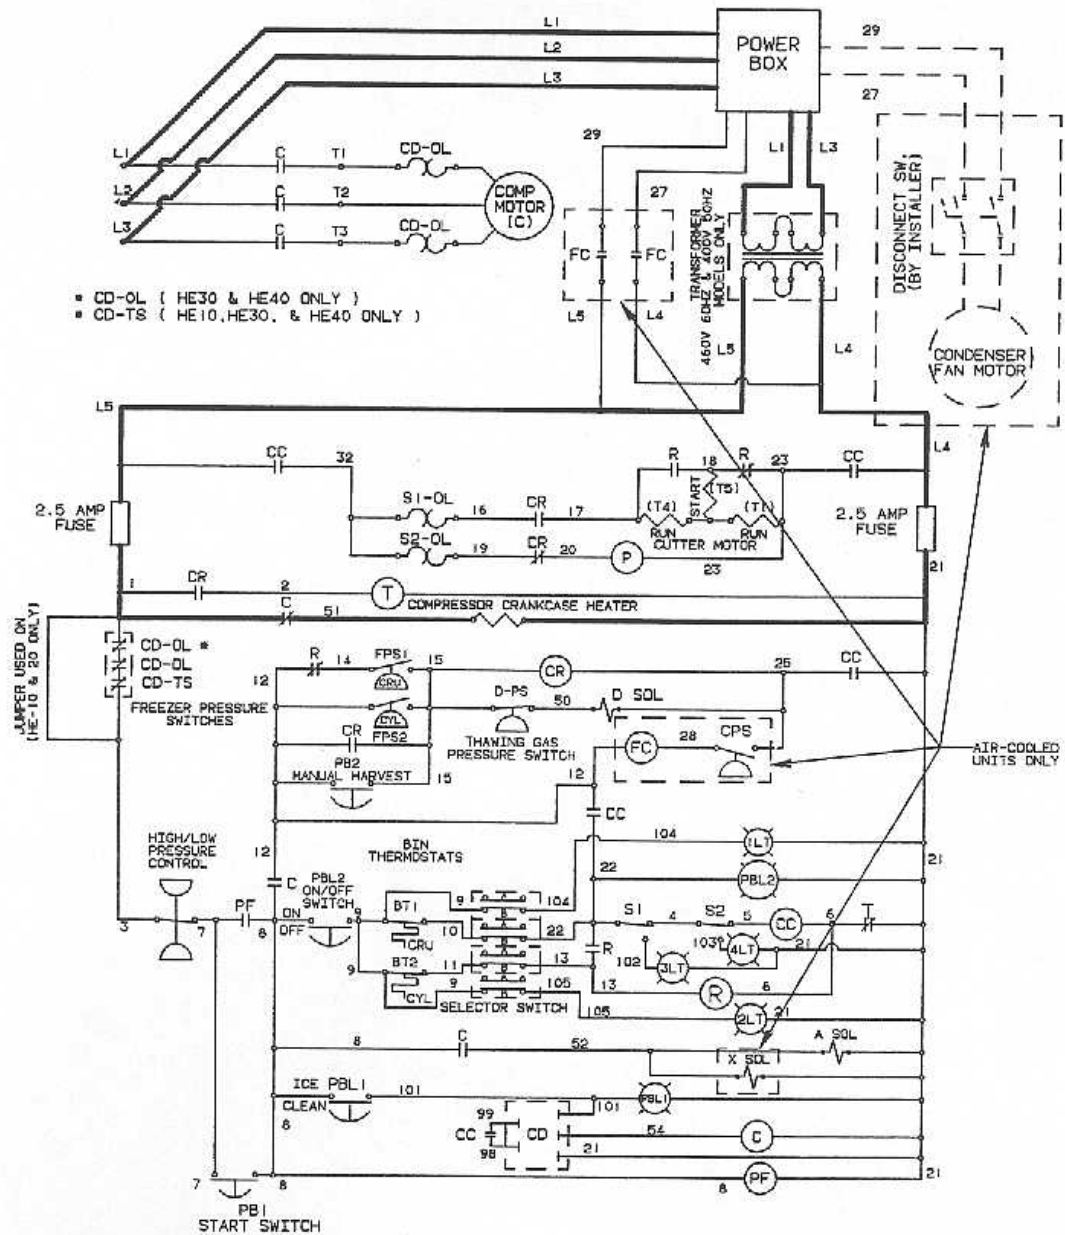 L1
L2
L3
POWER
BOX
29
27
29
L1
L3
27
L1
C
T1
CD-OL
L2
C
T2
COMP
MOTOR
(C)
L3
C
T3
CD-OL
FC
FC
TRANSFORMER
460V 60HZ & 400V 50HZ
MODELS ONLY
DISCONNECT SW.
(BY INSTALLER)
* CD-OL ( HE30 & HE40 ONLY )
* CD-TS ( HE10,HE30, & HE40 ONLY )
L5
L4
L5
L4
CONDENSER
FAN MOTOR
L5
L4
CC
32
R
18
R
23
CC
2.5 AMP
FUSE
S1-OL
16
CR
17
(T4)
START
(T5)
(T1)
RUN
RUN
CUTTER MOTOR
2.5 AMP
FUSE
S2-OL
19
CR
20
P
23
21
1
CR
2
T
C
51
COMPRESSOR CRANKCASE HEATER
JUMPER USED ON
(HE-10 & 20 ONLY)
CD-OL *
CD-OL
CD-TS
12
R
14
FPS1
CRU
15
CR
25
CC
FREEZER PRESSURE
SWITCHES
CYL
FPS2
D-PS
50
D SOL
THAWING GAS
PRESSURE SWITCH
CR
PB2
MANUAL HARVEST
15
12
FC
28
CPS
AIR-COOLED
UNITS ONLY
CC
HIGH/LOW
PRESSURE
CONTROL
12
BIN
THERMOSTATS
104
1LT
21
22
PBL2
C
PBL2
ON/OFF
SWITCH
3
7
PF
8
ON
OFF
9
BT1
CRU
9
104
10
22
S1
4
S2
5
CC
6
T
R
102
3LT
103
4LT
21
9
BT2
CYL
11
13
9
105
SELECTOR SWITCH
13
R
6
105
2LT
21
8
C
52
A SOL
X SOL
ICE
PBL1
CLEAN
101
101
PBL1
8
99
CC
98
CD
54
C
21
7
8
PB1
START SWITCH
8
PF
21